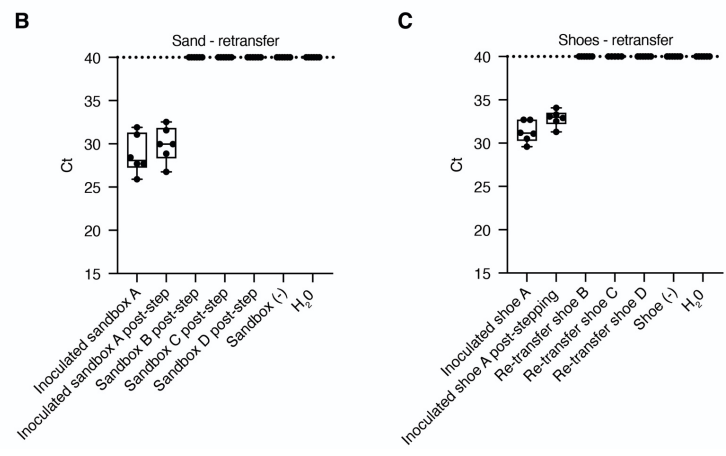 B
Sand - retransfer
40
35
30
25
20
15
Ct
Inoculated sandbox A
Inoculated sandbox A post-step
Sandbox B post-step
Sandbox C post-step
Sandbox D post-step
Sandbox (-)
H20
C
Shoes - retransfer
40
35
30
25
20
15
Ct
Inoculated shoe A
Inoculated shoe A post-stepping
Re-transfer shoe B
Re-transfer shoe C
Re-transfer shoe D
Shoe (-)
H20